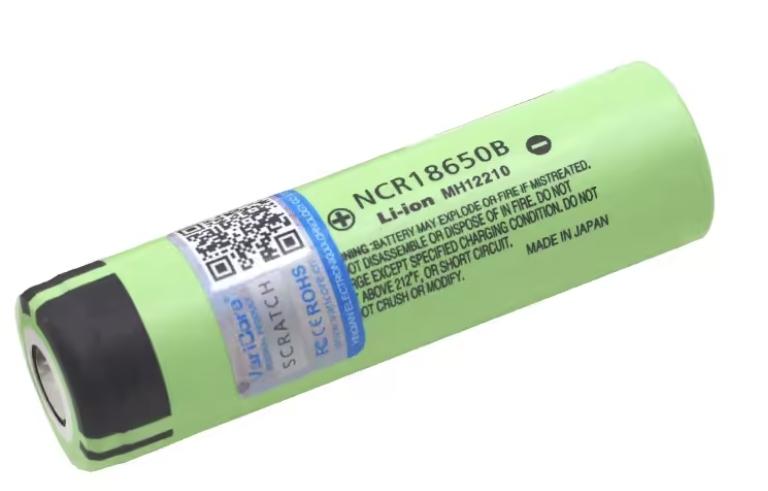 ⊕ NCR18650B ⊖
Li-ion MH12210
NING :BATTERY MAY EXPLODE OR FIRE IF MISTREATED.
OT DISASSEMBLE OR DISPOSE OF IN FIRE. DO NOT
GE EXCEPT SPECIFIED CHARGING CONDITION. DO NOT
ABOVE 212°F, OR SHORT CIRCUIT.
OT CRUSH OR MODIFY.
MADE IN JAPAN
VariCore
SCRATCH
FC CE ROHS